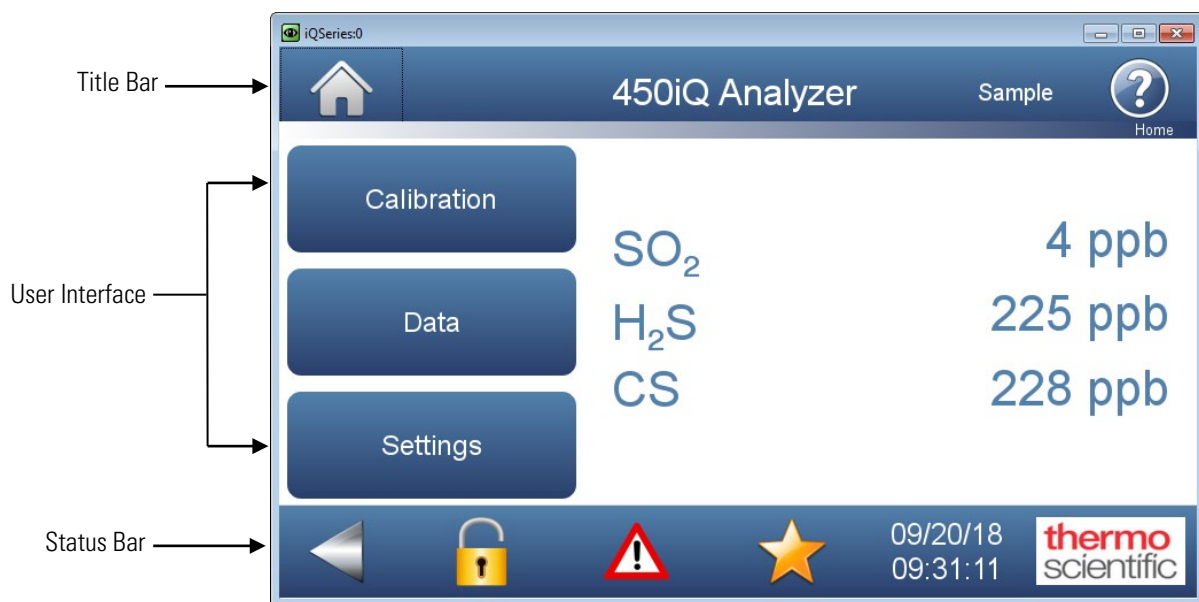 iQSeries:0
Title Bar
450iQ Analyzer
Sample
?
Home
User Interface
Calibration
Data
Settings
SO₂ 4 ppb
H₂S 225 ppb
CS 228 ppb
Status Bar
!
09/20/18
09:31:11
thermo
scientific